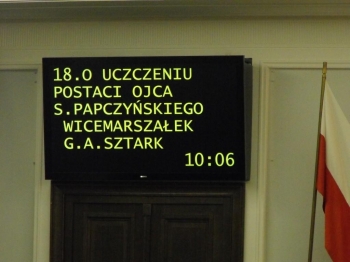 18.O UCZCZENIU
POSTACI OJCA
S.PAPCZYŃSKIEGO
WICEMARSZAŁEK
G.A.SZTARK
10:06